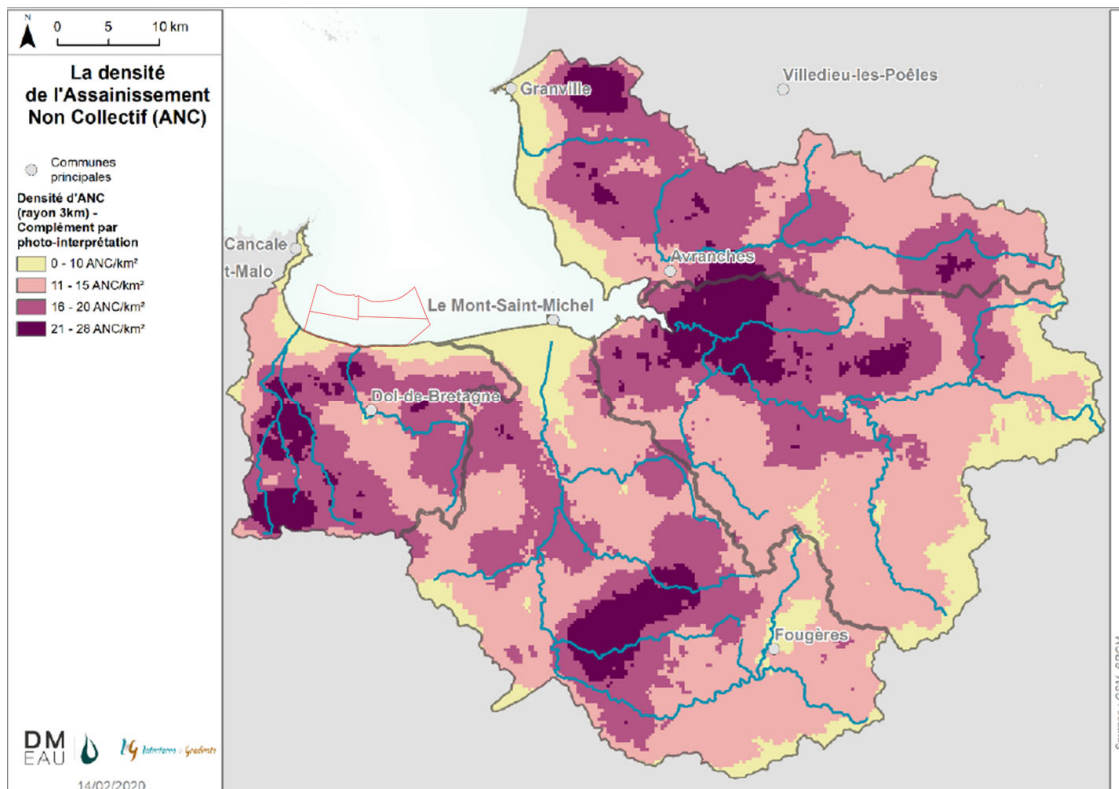 N
0 5 10 km
La densité
de l'Assainissement
Non Collectif (ANC)
Communes
principales
Densité d'ANC
(rayon 3km) -
Complément par
photo-interprétation
0 - 10 ANC/km²
11 - 15 ANC/km²
16 - 20 ANC/km²
21 - 28 ANC/km²
Villedieu-les-Poêles
Granville
Cancale
t-Malo
Avranches
Le Mont-Saint-Michel
Dol-de-Bretagne
Fougères
DM
EAU
14/02/2020